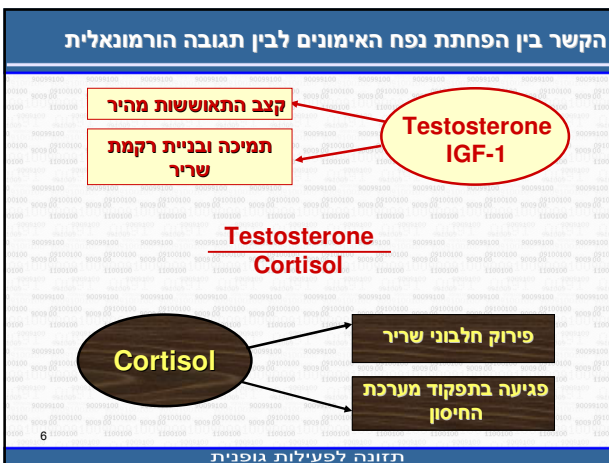 הקשר בין הפחתת נפח האימונים לבין תגובה הורמונאלית
קצב התאוששות מהיר
תמיכה ובניית רקמת
שריר
Testosterone
IGF-1
Testosterone
Cortisol
Cortisol
פירוק חלבוני שריר
פגיעה בתפקוד מערכת
החיסון
6
תזונה לפעילות גופנית